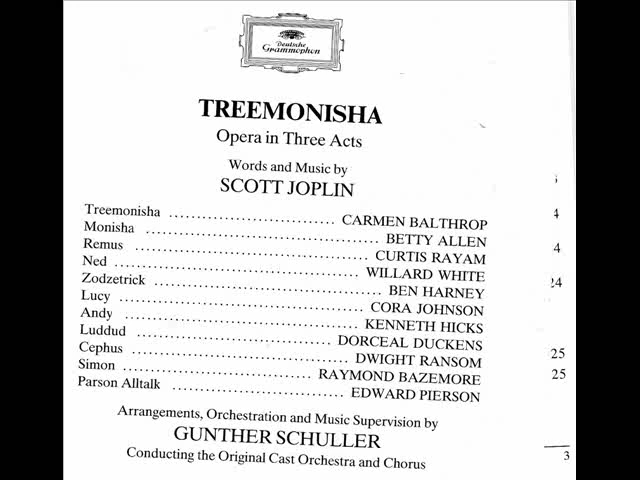 Deutsche
Grammophon
TREEMONISHA
Opera in Three Acts
Words and Music by
SCOTT JOPLIN
Treemonisha ................................ CARMEN BALTHROP
Monisha ............................................. BETTY ALLEN
Remus ............................................. CURTIS RAYAM
Ned ............................................... WILLARD WHITE
Zodzetrick ........................................ BEN HARNEY
Lucy ............................................... CORA JOHNSON
Andy .............................................. KENNETH HICKS
Luddud ..................................... DORCEAL DUCKENS
Cephus ......................................... DWIGHT RANSOM
Simon .................................... RAYMOND BAZEMORE
Parson Alltalk ............................... EDWARD PIERSON
Arrangements, Orchestration and Music Supervision by
GUNTHER SCHULLER
Conducting the Original Cast Orchestra and Chorus
4
4
24
25
25
3